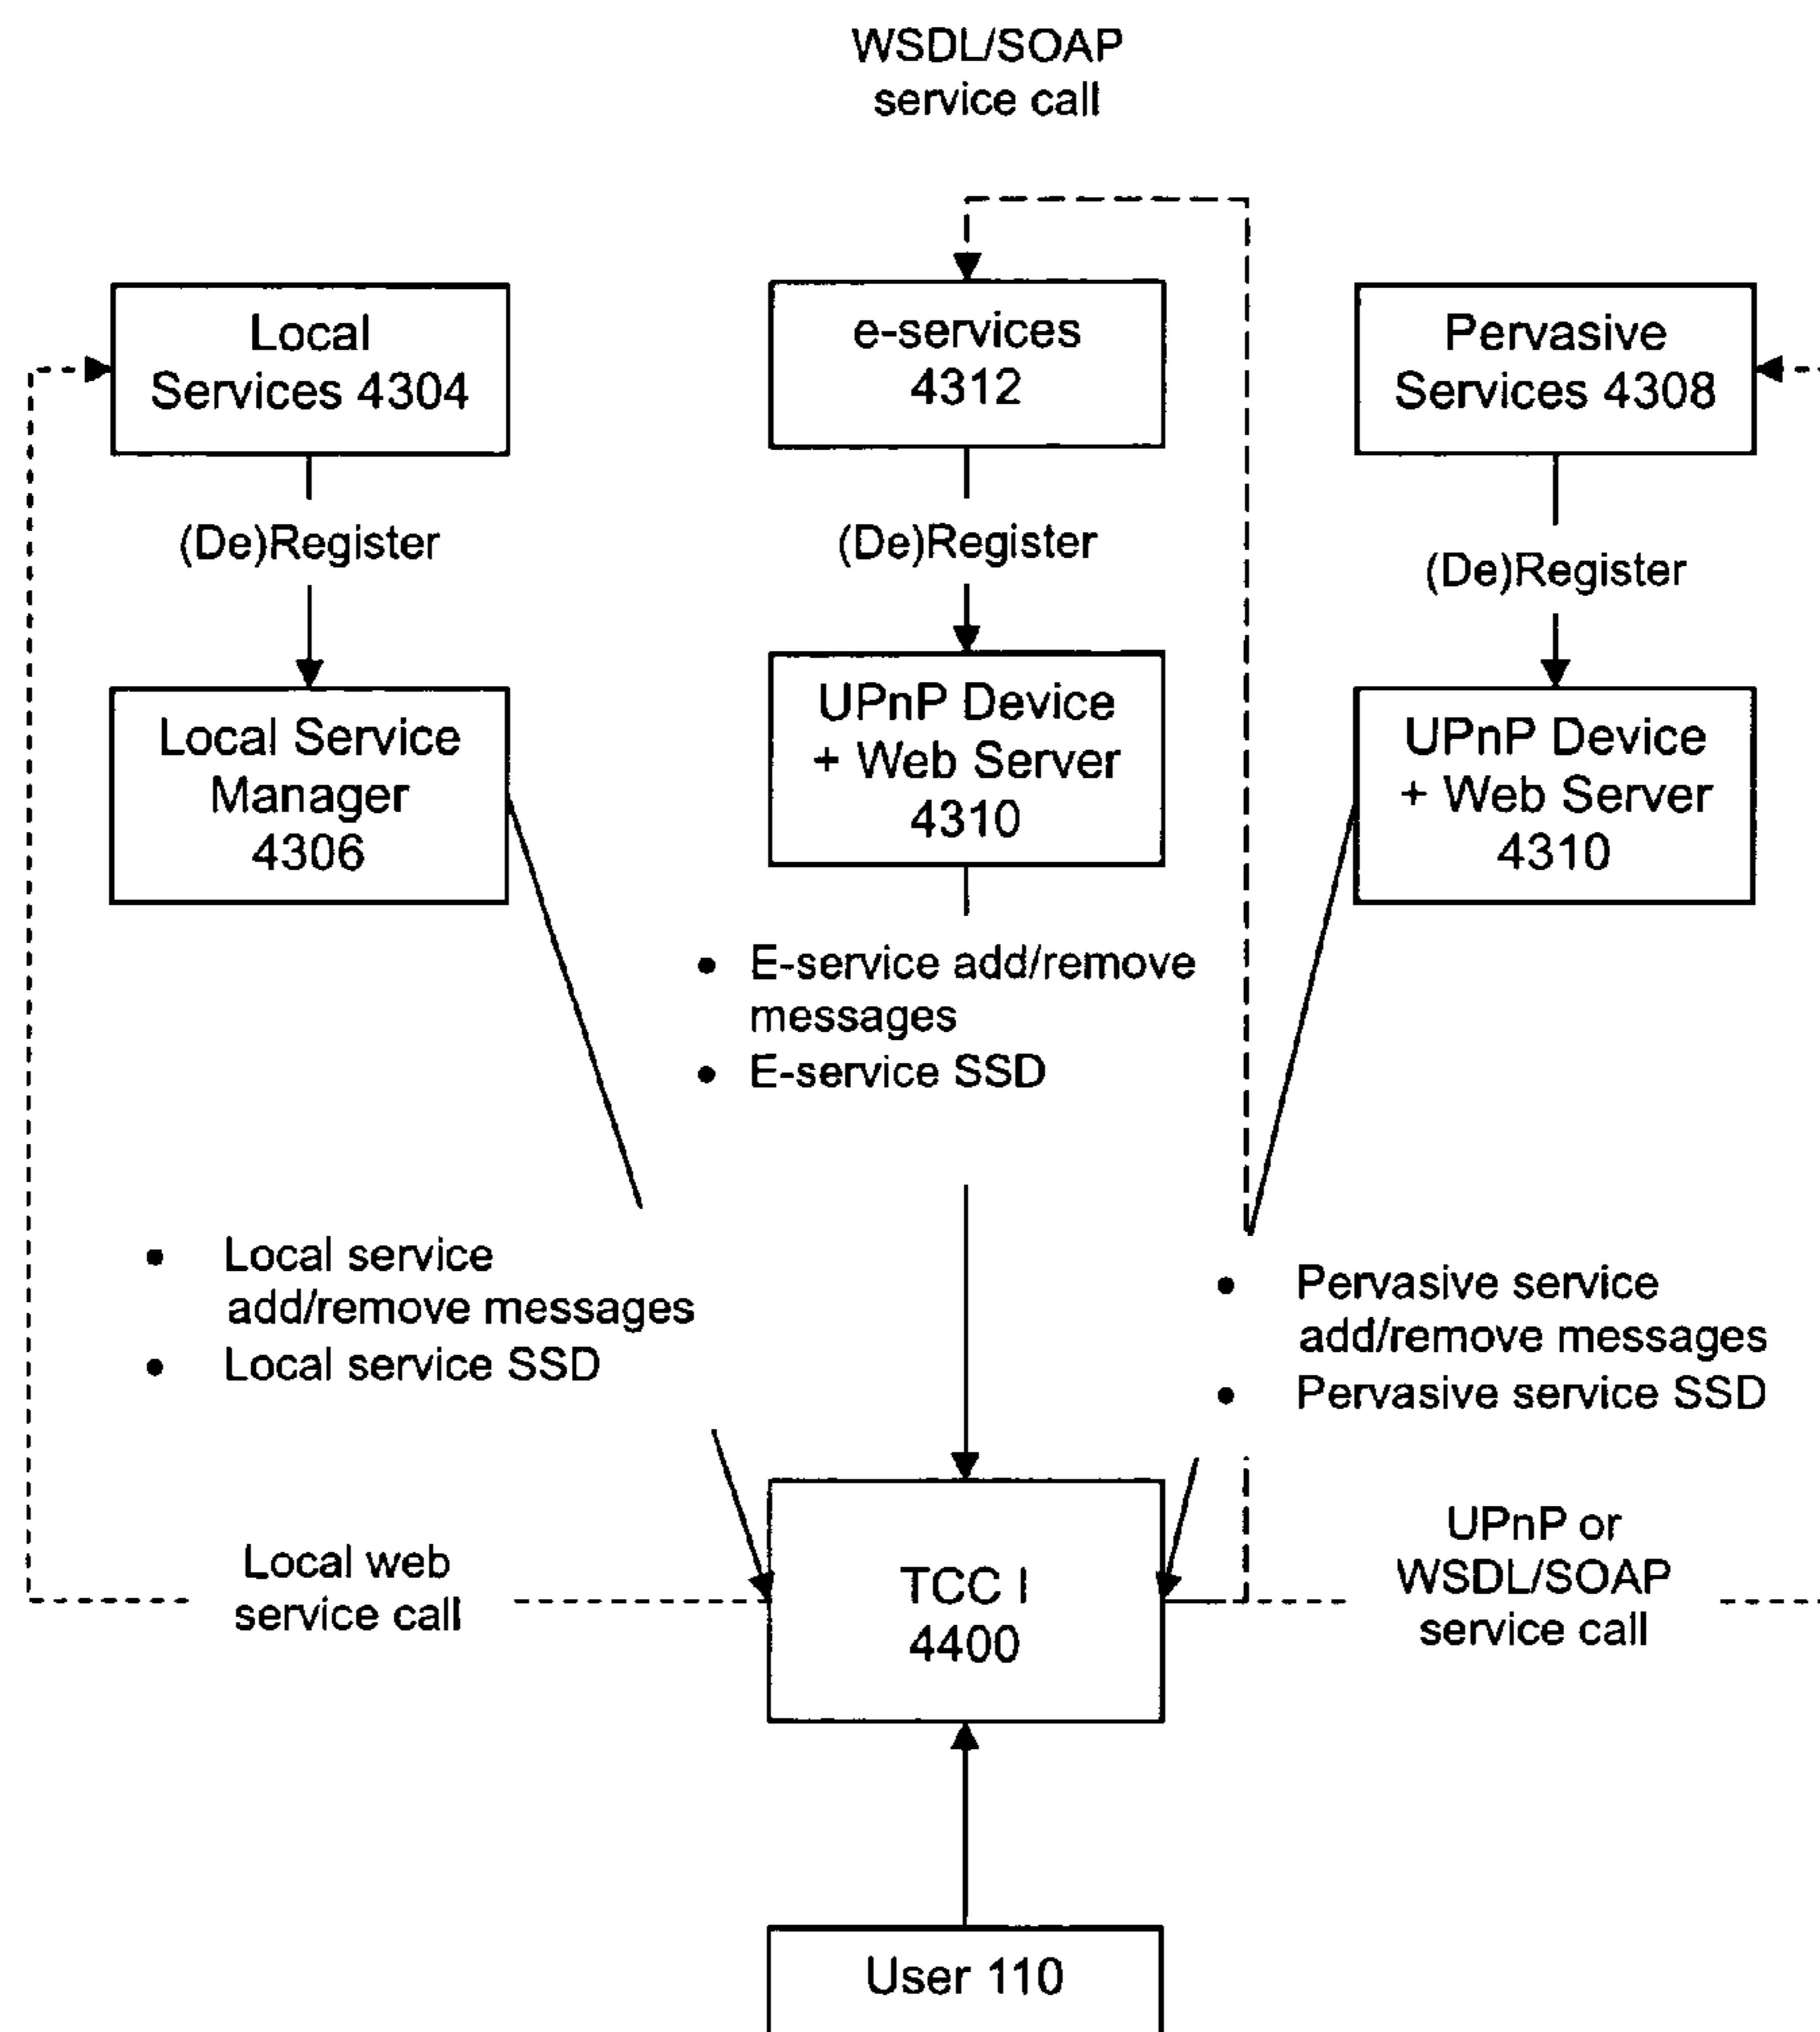 WSDL/SOAP
service call
Local
Services 4304
e-services
4312
Pervasive
Services 4308
(De)Register
(De)Register
(De)Register
Local Service
Manager
4306
UPnP Device
+ Web Server
4310
UPnP Device
+ Web Server
4310
• E-service add/remove
messages
• E-service SSD
• Local service
add/remove messages
• Local service SSD
• Pervasive service
add/remove messages
• Pervasive service SSD
Local web
service call
TCC I
4400
UPnP or
WSDL/SOAP
service call
User 110